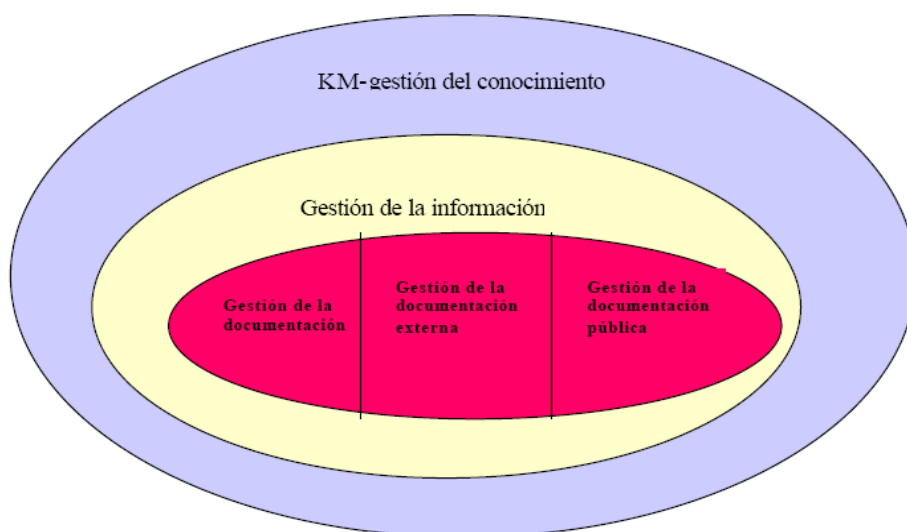 KM-gestión del conocimiento
Gestión de la información
Gestión de la
documentación
Gestión de la
documentación
externa
Gestión de la
documentación
pública